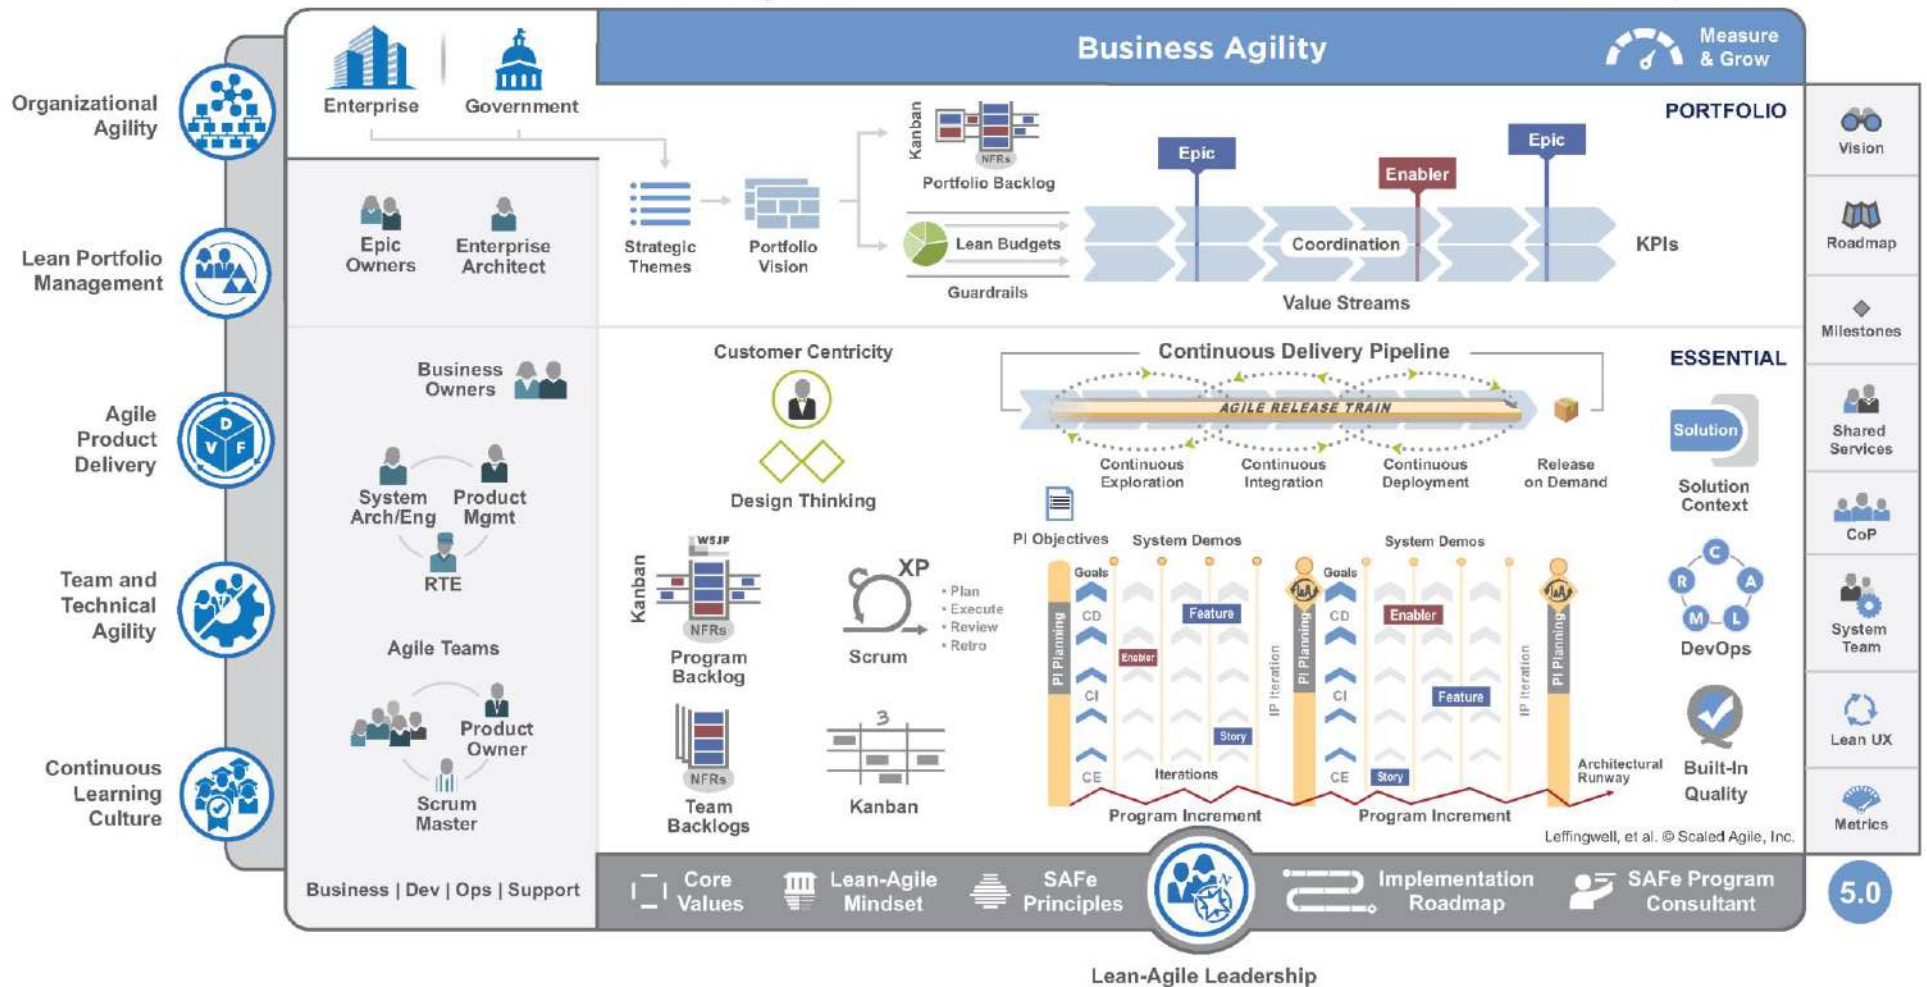 Business Agility
Measure
& Grow
Enterprise
Government
Organizational
Agility
Lean Portfolio
Management
Agile
Product
Delivery
Team and
Technical
Agility
Continuous
Learning
Culture
D
V
F
Epic
Owners
Enterprise
Architect
Business
Owners
System
Arch/Eng
Product
Mgmt
RTE
Agile Teams
Product
Owner
Scrum
Master
Business | Dev | Ops | Support
PORTFOLIO
Strategic
Themes
Portfolio
Vision
Kanban
NFRs
Portfolio Backlog
Lean Budgets
Guardrails
Epic
Enabler
Epic
Coordination
KPIs
Value Streams
ESSENTIAL
Customer Centricity
Design Thinking
Continuous Delivery Pipeline
AGILE RELEASE TRAIN
Continuous
Exploration
Continuous
Integration
Continuous
Deployment
Release
on Demand
Solution
Solution
Context
Kanban
WSJF
NFRs
Program
Backlog
XP
• Plan
• Execute
• Review
• Retro
Scrum
NFRs
Team
Backlogs
3
Kanban
PI Objectives
System Demos
System Demos
PI Planning
Goals
CD
CI
CE
Feature
Enabler
Story
Iterations
IP Iteration
I&A
PI Planning
Goals
CD
CI
CE
Enabler
Feature
Story
IP Iteration
I&A
PI Planning
Architectural
Runway
Program Increment
Program Increment
C
A
L
M
R
DevOps
Built-In
Quality
Leffingwell, et al. © Scaled Agile, Inc.
Vision
Roadmap
Milestones
Shared
Services
CoP
System
Team
Lean UX
Metrics
Core
Values
Lean-Agile
Mindset
SAFe
Principles
N
Implementation
Roadmap
SAFe Program
Consultant
5.0
Lean-Agile Leadership